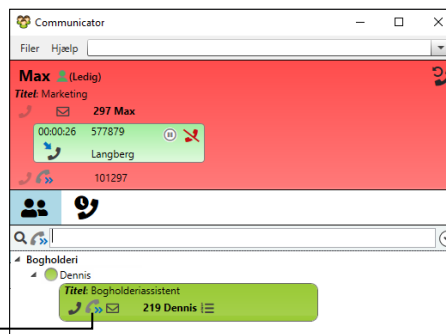 Communicator
Filer Hjælp
Max (Ledig)
Titel: Marketing
297 Max
00:00:26 577879
Langberg
101297
Bogholderi
Dennis
Titel: Bogholderiassistent
219 Dennis